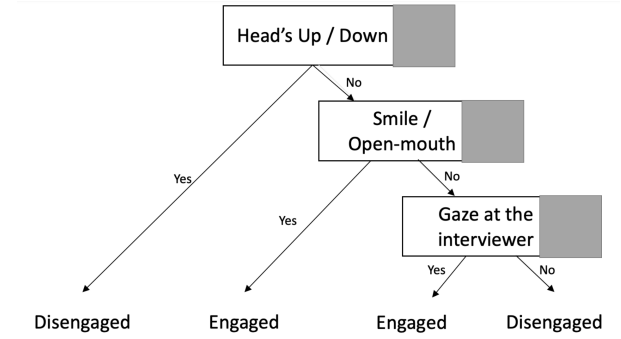 Head’s Up / Down
No
Smile /
Open-mouth
Yes
No
Yes
Gaze at the
interviewer
Yes
No
Disengaged
Engaged
Engaged
Disengaged